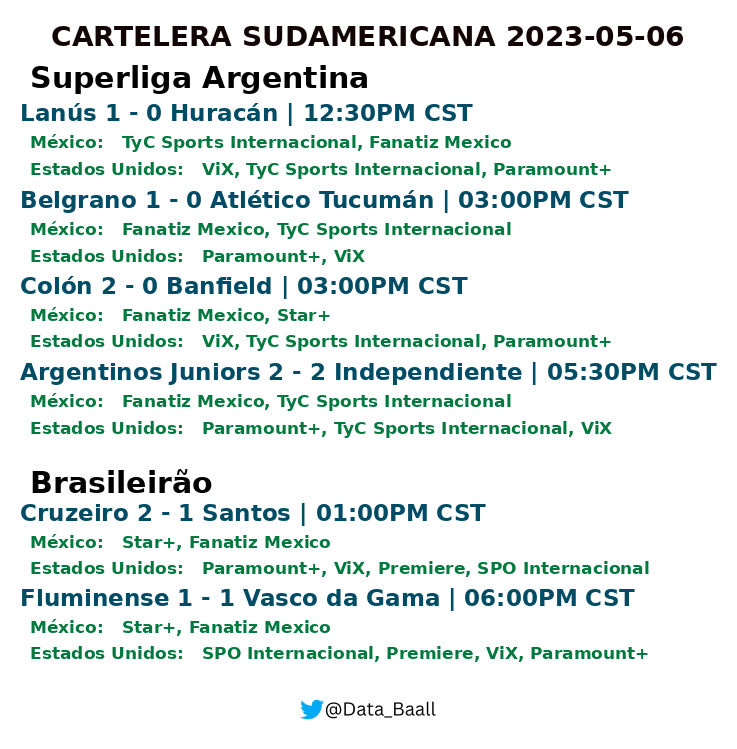 CARTELERA SUDAMERICANA 2023-05-06
Superliga Argentina
Lanús 1 - 0 Huracán | 12:30PM CST
México: TyC Sports Internacional, Fanatiz Mexico
Estados Unidos: ViX, TyC Sports Internacional, Paramount+
Belgrano 1 - 0 Atlético Tucumán | 03:00PM CST
México: Fanatiz Mexico, TyC Sports Internacional
Estados Unidos: Paramount+, ViX
Colón 2 - 0 Banfield | 03:00PM CST
México: Fanatiz Mexico, Star+
Estados Unidos: ViX, TyC Sports Internacional, Paramount+
Argentinos Juniors 2 - 2 Independiente | 05:30PM CST
México: Fanatiz Mexico, TyC Sports Internacional
Estados Unidos: Paramount+, TyC Sports Internacional, ViX
Brasileirão
Cruzeiro 2 - 1 Santos | 01:00PM CST
México: Star+, Fanatiz Mexico
Estados Unidos: Paramount+, ViX, Premiere, SPO Internacional
Fluminense 1 - 1 Vasco da Gama | 06:00PM CST
México: Star+, Fanatiz Mexico
Estados Unidos: SPO Internacional, Premiere, ViX, Paramount+
@Data_Baall